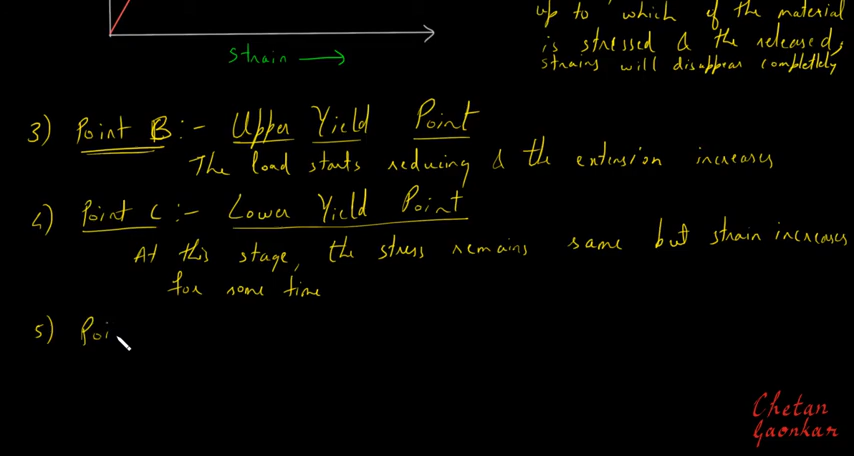 up to which of the material
is stressed & the released,
strains will disappear completely
strain
3) Point B :- Upper Yield Point
The load starts reducing & the extension increases
4) Point C :- Lower Yield Point
At this stage, the stress remains same but strain increases
for some time
5) Poi
Chetan
Gaonkar